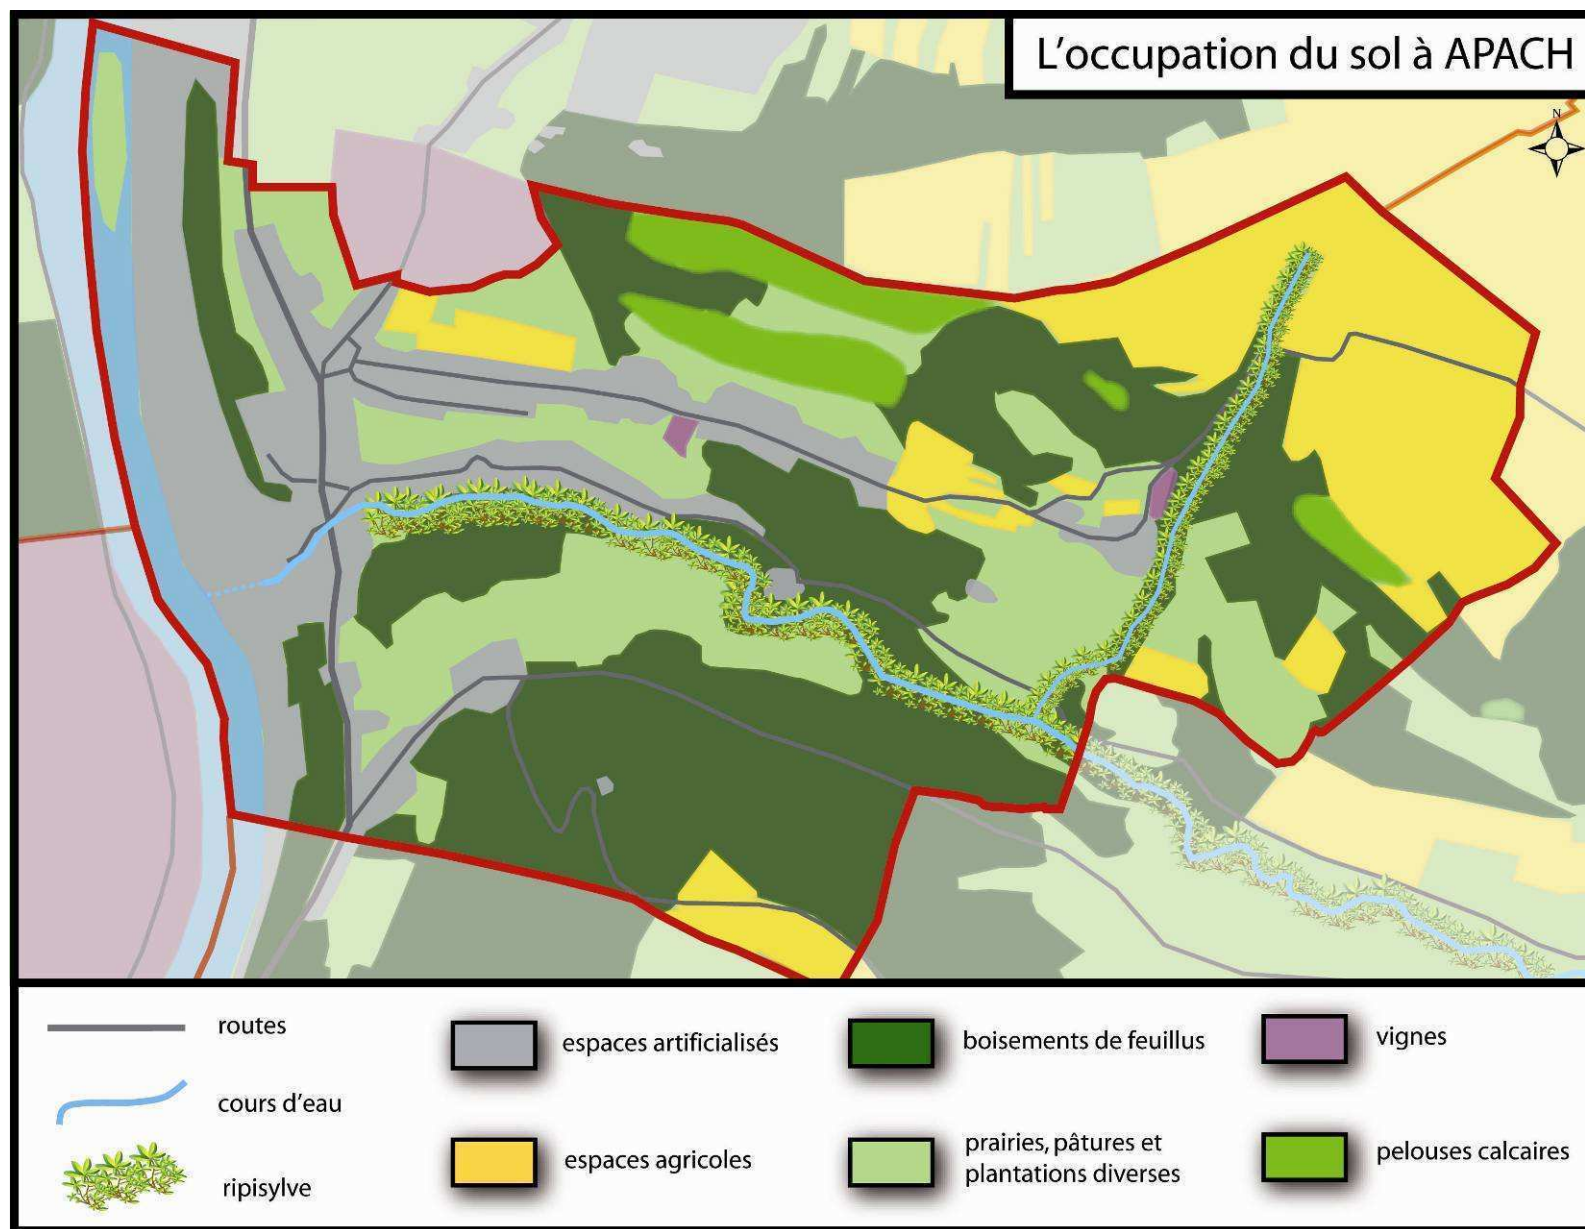 L'occupation du sol à APACH
N
routes
cours d'eau
ripisylve
espaces artificialisés
espaces agricoles
boisements de feuillus
prairies, pâtures et
plantations diverses
vignes
pelouses calcaires